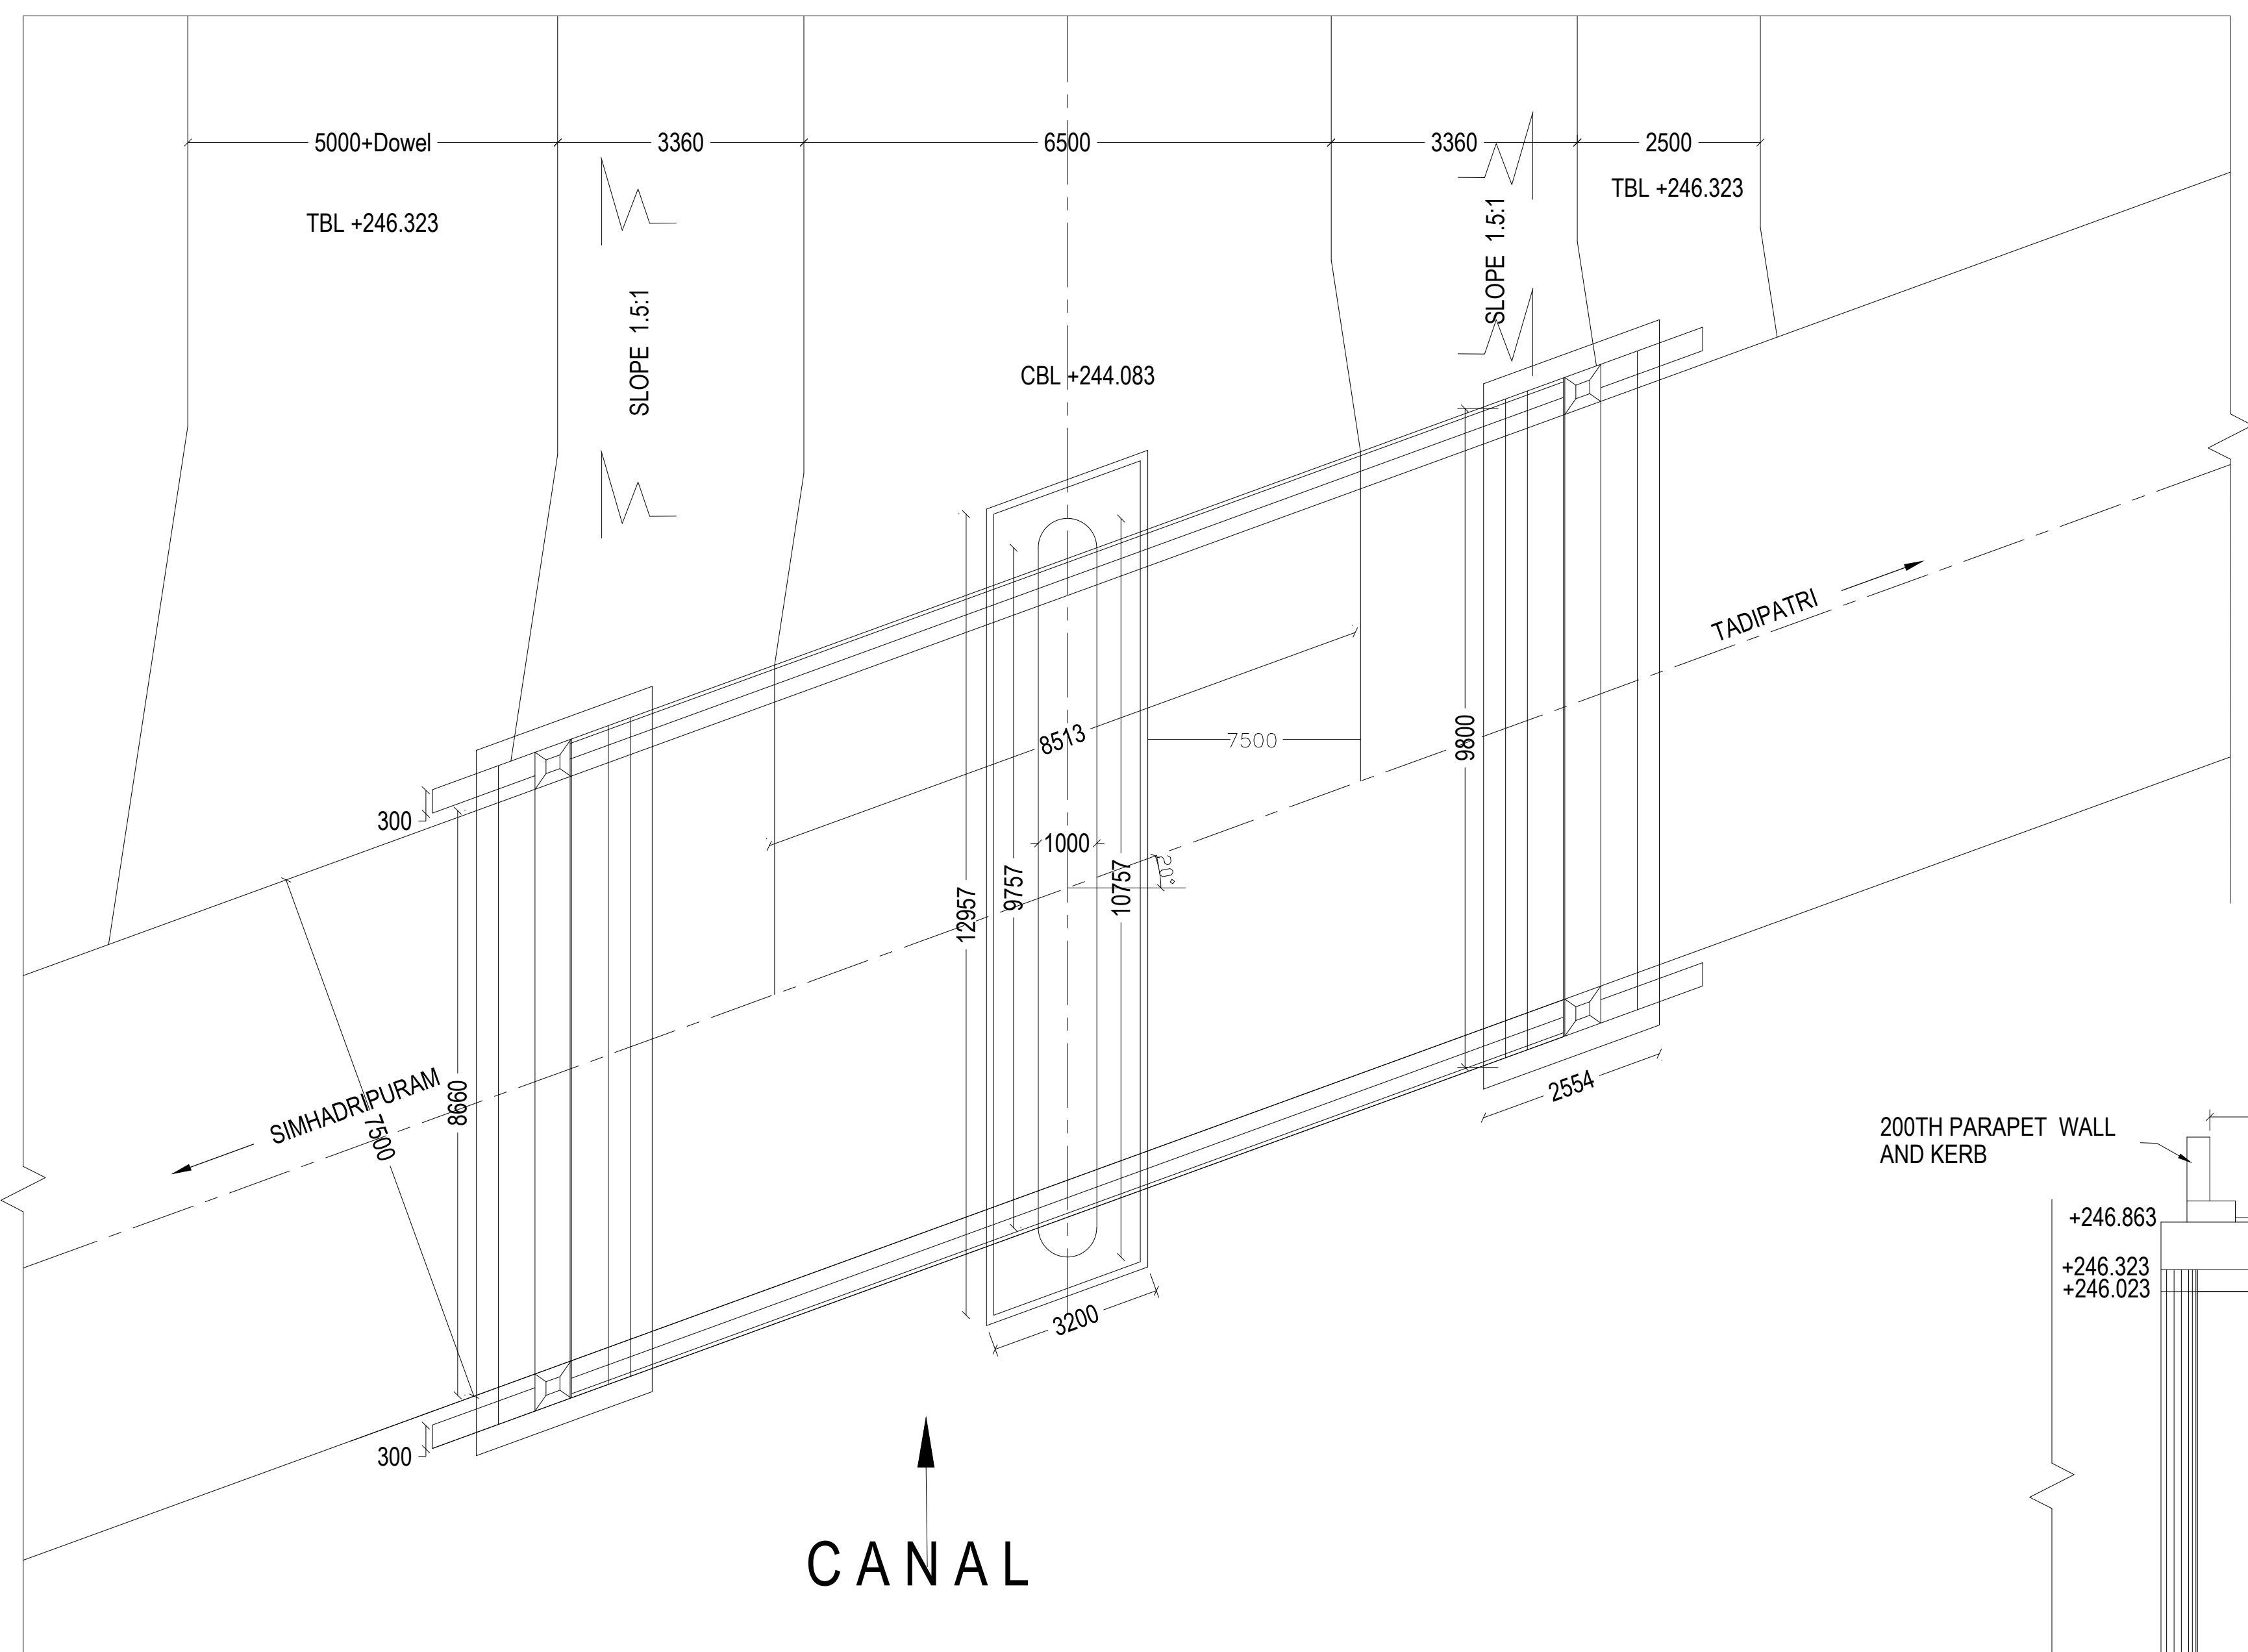 5000+Dowel
3360
6500
3360
2500
TBL +246.323
TBL +246.323
SLOPE 1.5:1
SLOPE 1.5:1
CBL +244.083
TADIPATRI
8513
7500
9800
300
1000
20°
12957
9757
10757
SIMHADRIPURAM
7500
8660
2554
3200
300
200TH PARAPET WALL
AND KERB
+246.863
+246.323
+246.023
CANAL